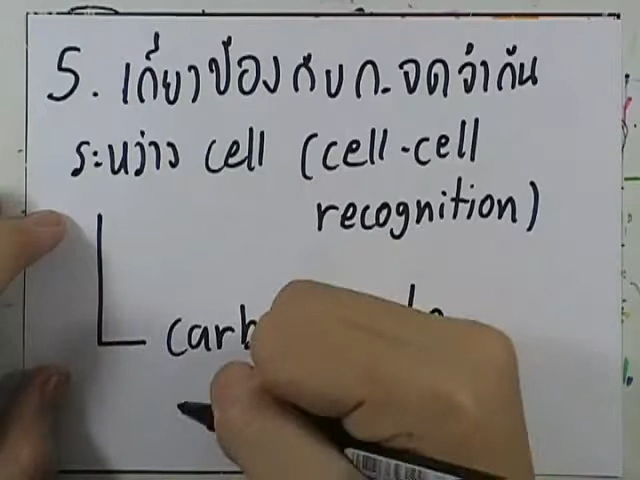 5. เกี่ยวข้องกับก.จดจำกัน
ระหว่าง cell (cell-cell
recognition)